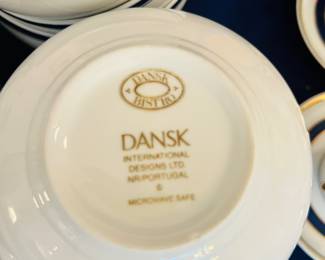 DANSK
BISTRO
DANSK
INTERNATIONAL
DESIGNS LTD.
NR/PORTUGAL
©
MICROWAVE SAFE